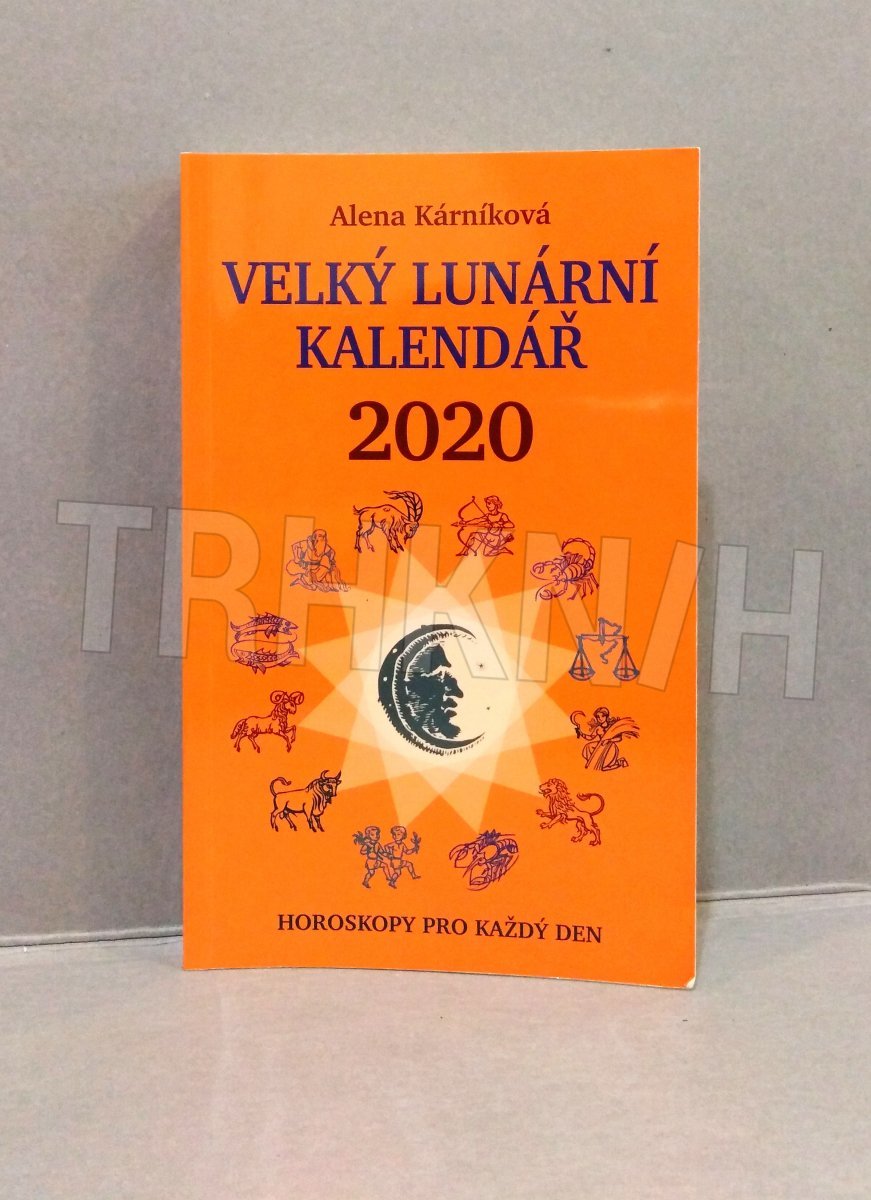 Alena Kárníková
VELKÝ LUNÁRNÍ
KALENDÁŘ
2020
TRHKNIH
HOROSKOPY PRO KAŽDÝ DEN